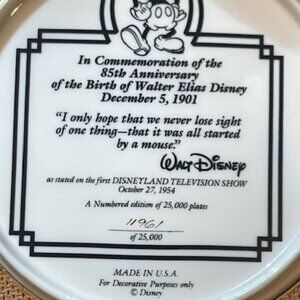 In Commemoration of the
85th Anniversary
of the Birth of Walter Elias Disney
December 5, 1901
"I only hope that we never lose sight
of one thing—that it was all started
by a mouse."
WALT DISNEY
as stated on the first DISNEYLAND TELEVISION SHOW
October 27, 1954
A Numbered edition of 25,000 plates
11961
of 25,000
MADE IN U.S.A.
For Decorative Purposes only
© Disney